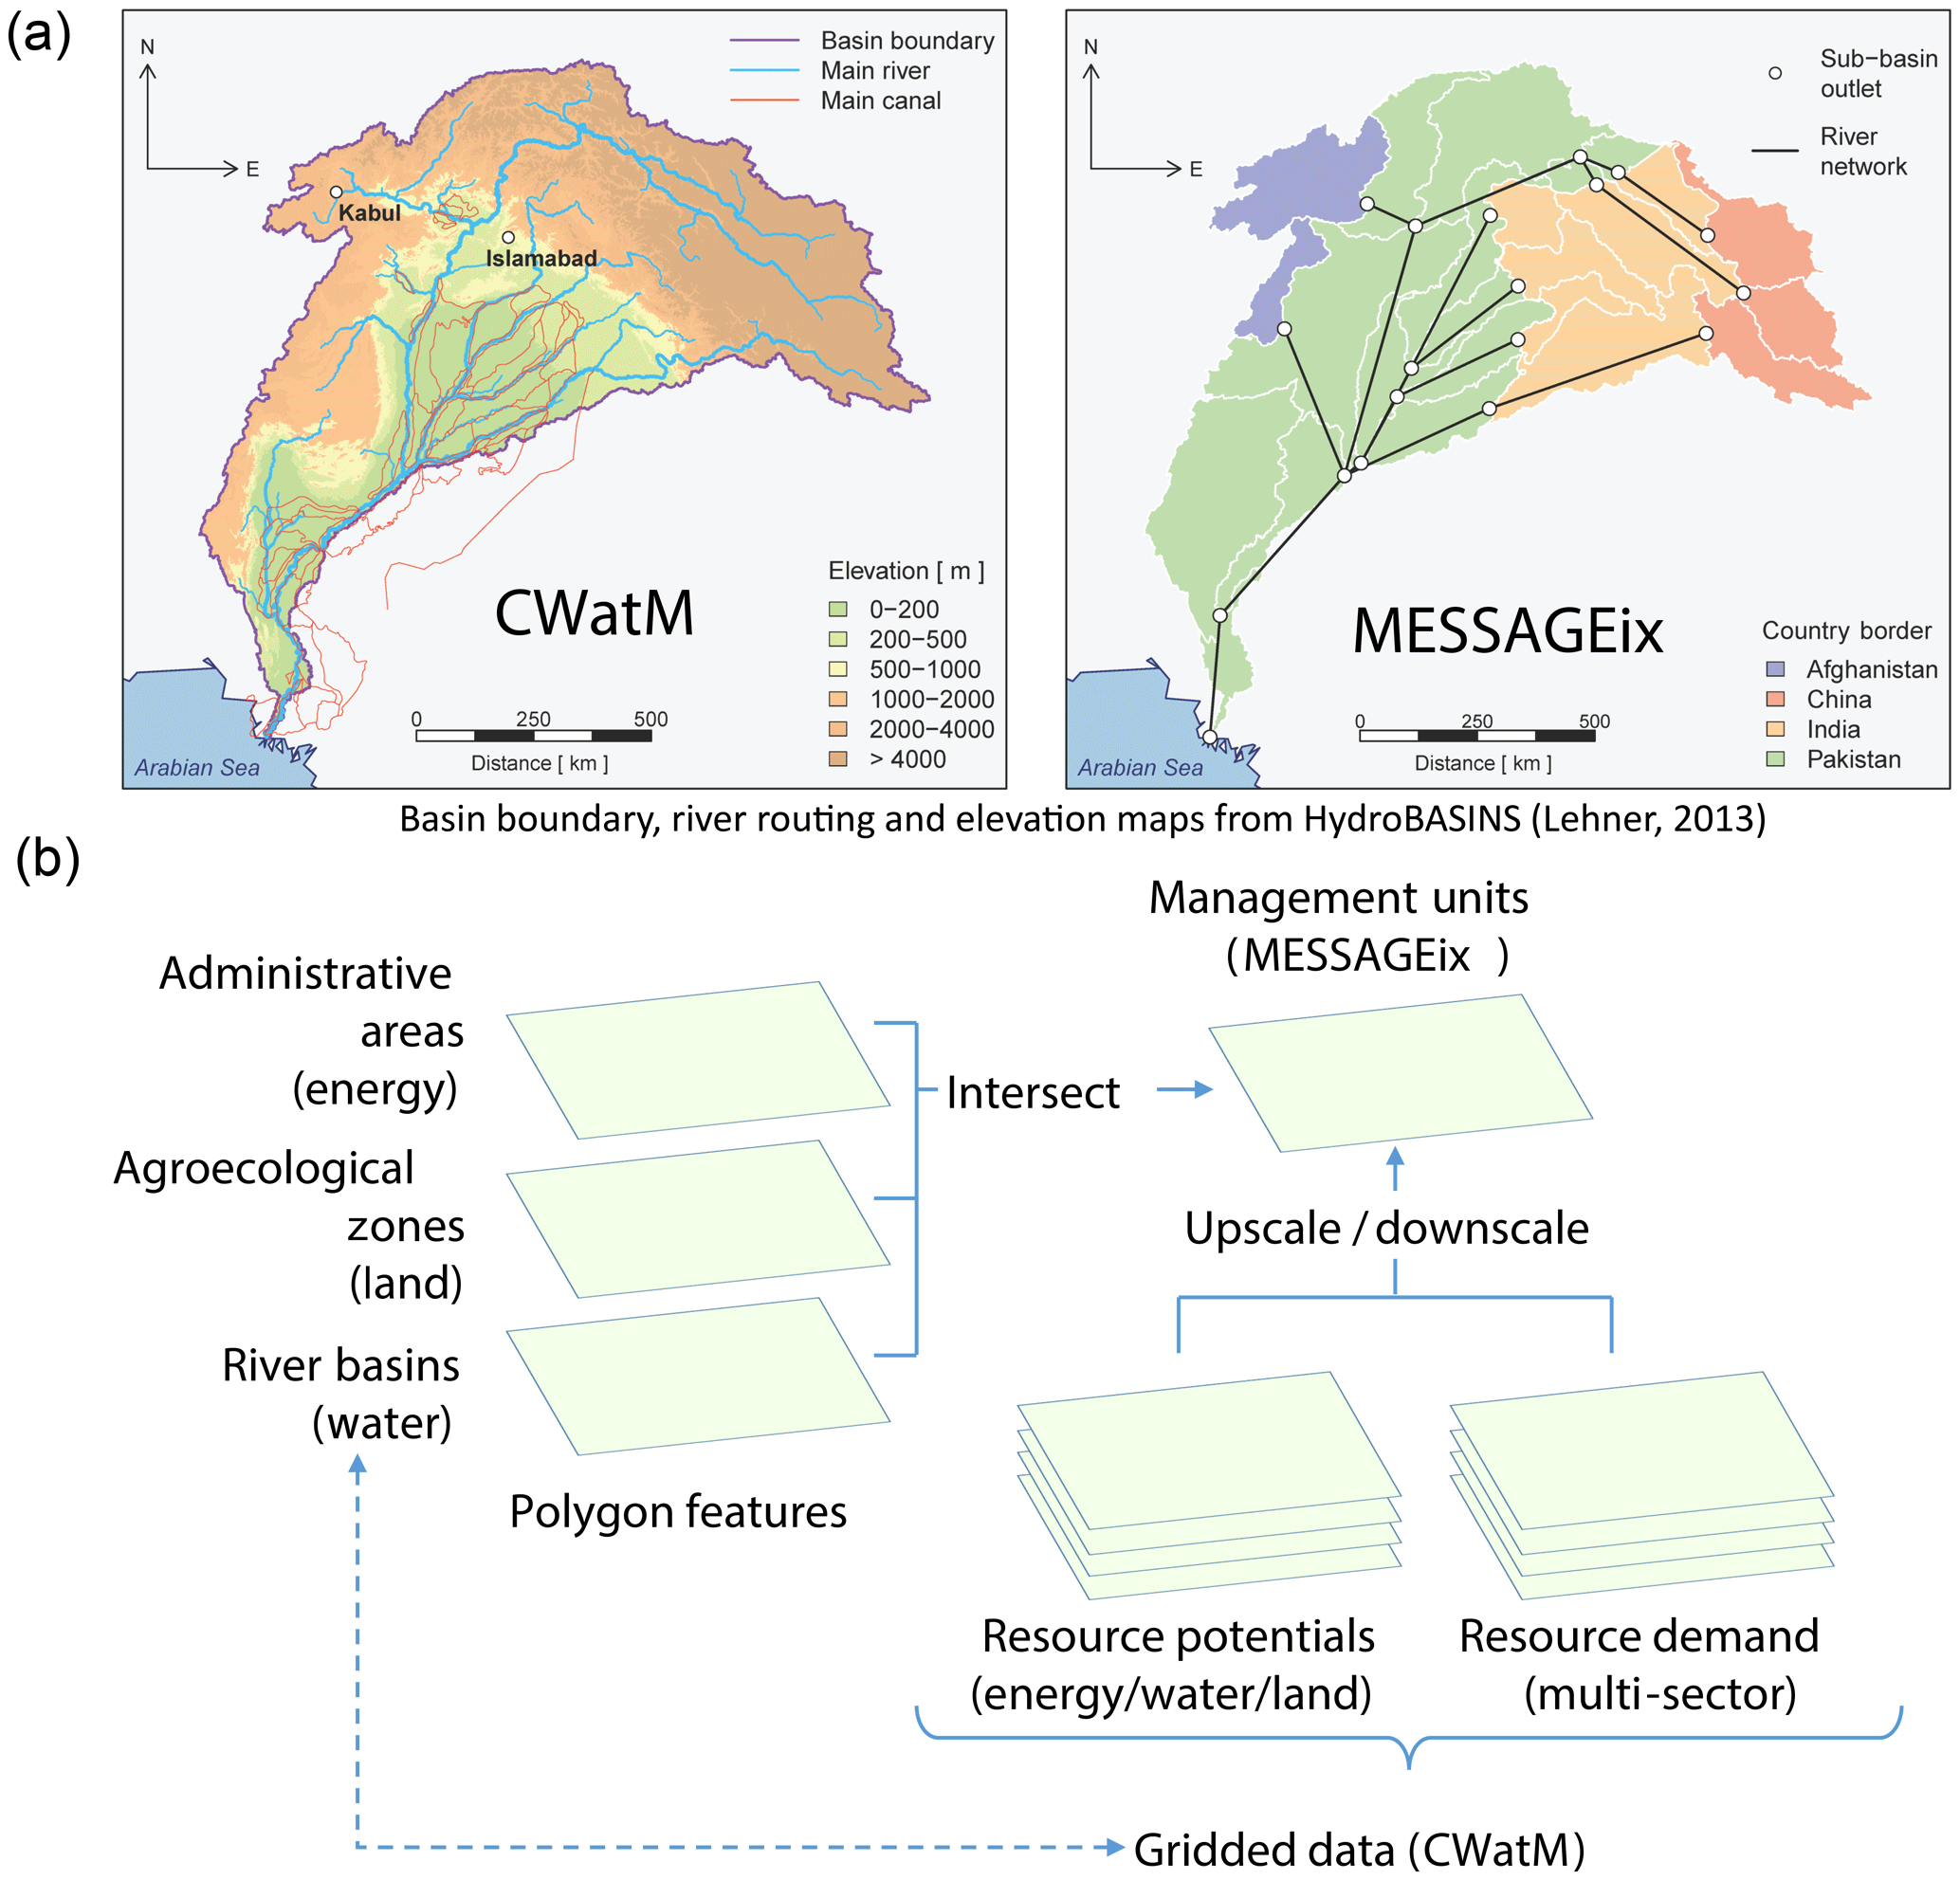 (a)
N
E
Basin boundary
Main river
Main canal
Kabul
Islamabad
CWatM
Elevation [ m ]
0−200
200−500
500−1000
1000−2000
2000−4000
> 4000
0 250 500
Distance [ km ]
Arabian Sea
N
E
Sub−basin
outlet
River
network
MESSAGEix
Country border
Afghanistan
China
India
Pakistan
0 250 500
Distance [ km ]
Arabian Sea
Basin boundary, river routing and elevation maps from HydroBASINS (Lehner, 2013)
(b)
Management units
(MESSAGEix )
Administrative
areas
(energy)
Intersect
Agroecological
zones
(land)
Upscale / downscale
River basins
(water)
Polygon features
Resource potentials
(energy/water/land)
Resource demand
(multi-sector)
Gridded data (CWatM)